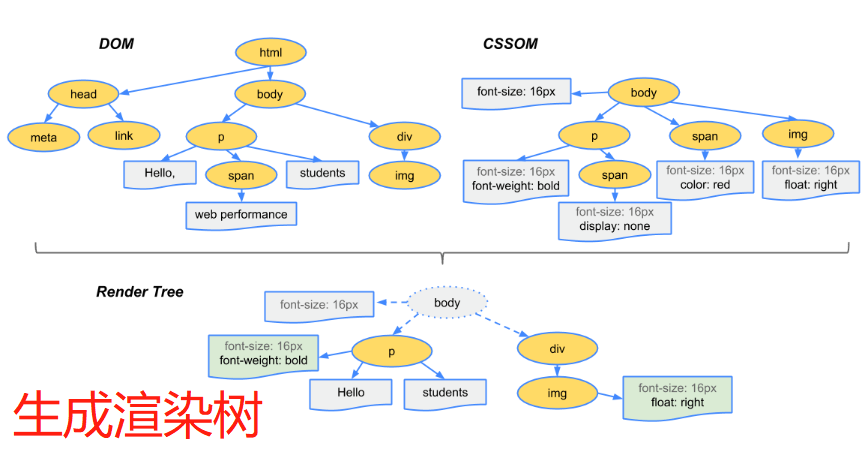 DOM
CSSOM
html
head
body
meta
link
p
div
Hello,
span
students
img
web performance
font-size: 16px
body
p
span
img
font-size: 16px
font-weight: bold
span
font-size: 16px
color: red
font-size: 16px
float: right
font-size: 16px
display: none
Render Tree
font-size: 16px
body
font-size: 16px
font-weight: bold
p
div
Hello
students
img
font-size: 16px
float: right
生成渲染树